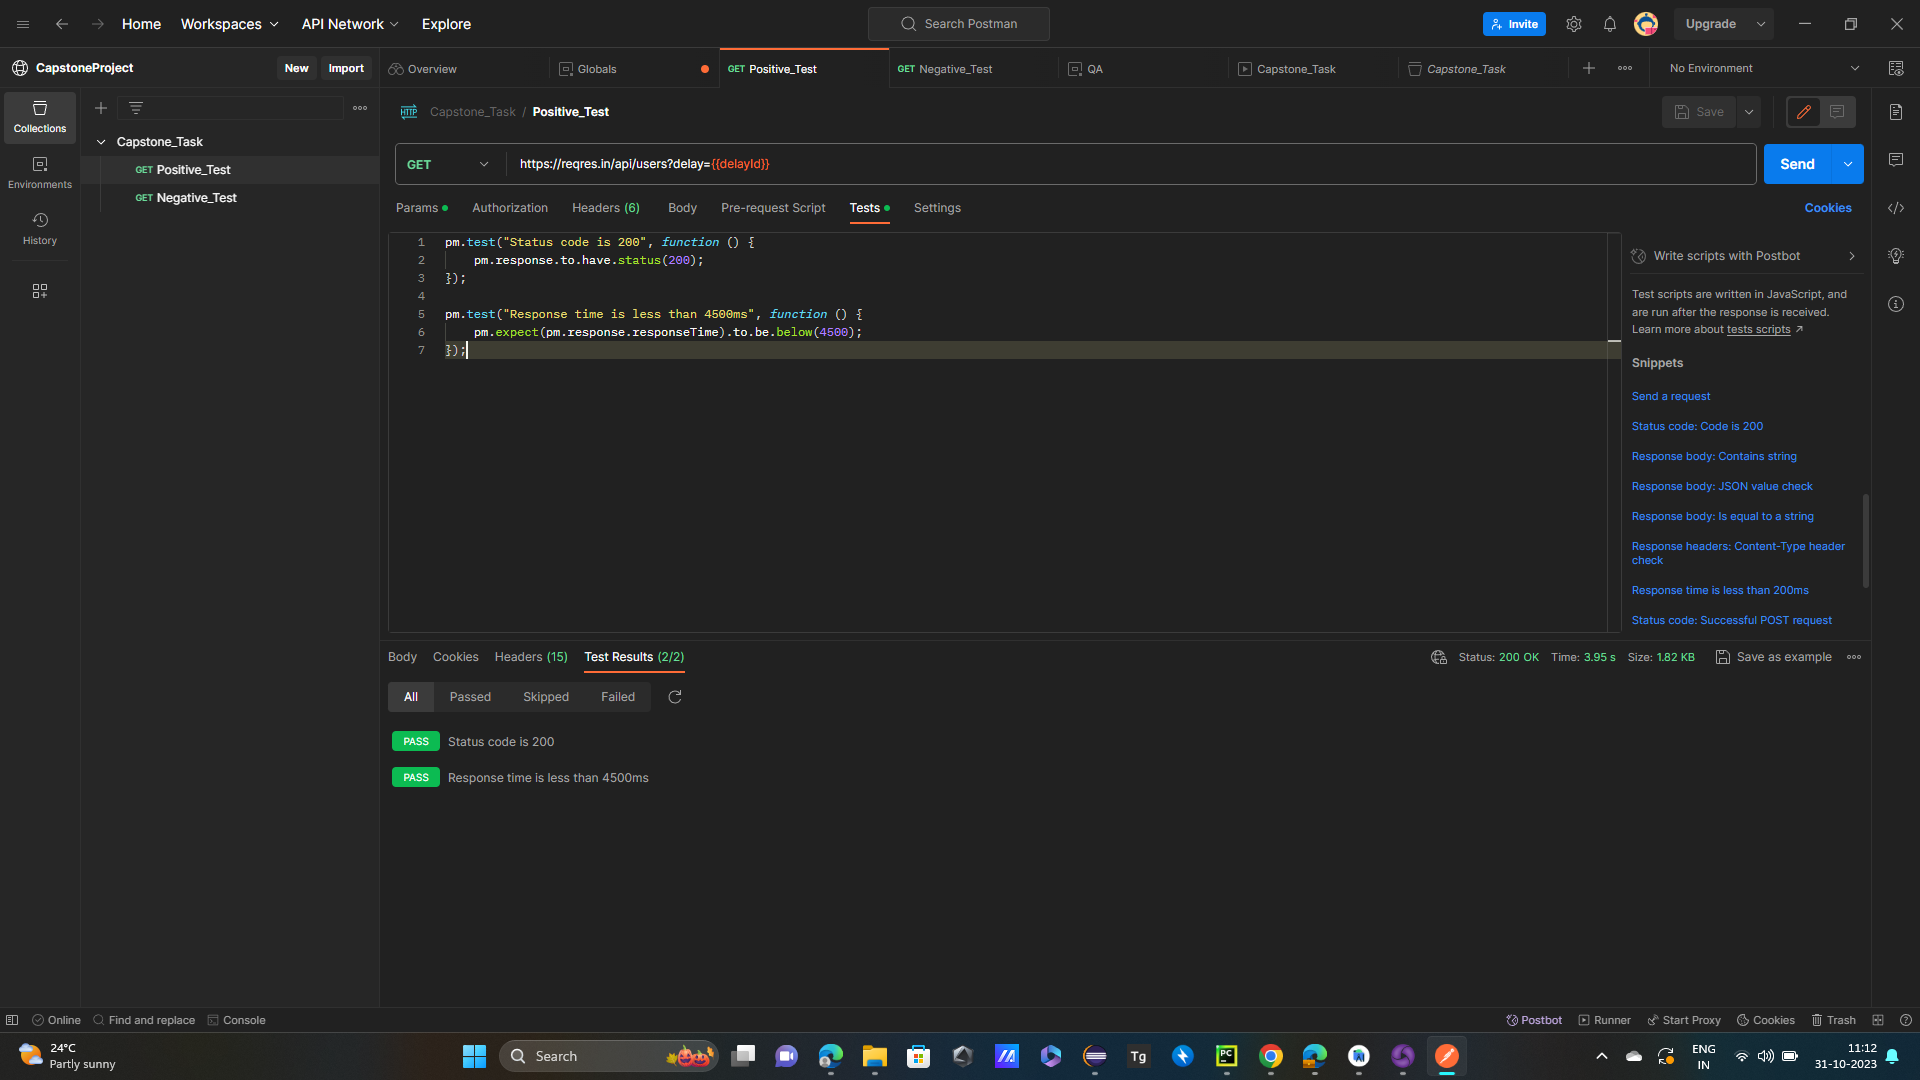 Home
Workspaces
API Network
Explore
Search Postman
Invite
Upgrade
CapstoneProject
New
Import
Overview
Globals
GET Positive_Test
GET Negative_Test
QA
Capstone_Task
Capstone_Task
No Environment
Collections
Environments
History
Capstone_Task
GET Positive_Test
GET Negative_Test
HTTP
Capstone_Task / Positive_Test
Save
GET
https://reqres.in/api/users?delay={{delayId}}
Send
Params
Authorization
Headers (6)
Body
Pre-request Script
Tests
Settings
Cookies
1 pm.test("Status code is 200", function () {
2 pm.response.to.have.status(200);
3 });
4
5 pm.test("Response time is less than 4500ms", function () {
6 pm.expect(pm.response.responseTime).to.be.below(4500);
7 });
Write scripts with Postbot
Test scripts are written in JavaScript, and
are run after the response is received.
Learn more about tests scripts
Snippets
Send a request
Status code: Code is 200
Response body: Contains string
Response body: JSON value check
Response body: Is equal to a string
Response headers: Content-Type header
check
Response time is less than 200ms
Status code: Successful POST request
Body
Cookies
Headers (15)
Test Results (2/2)
Status: 200 OK
Time: 3.95 s
Size: 1.82 KB
Save as example
All
Passed
Skipped
Failed
PASS Status code is 200
PASS Response time is less than 4500ms
Online
Find and replace
Console
Postbot
Runner
Start Proxy
Cookies
Trash
24°C
Partly sunny
Search
Tg
PC
ENG
IN
11:12
31-10-2023